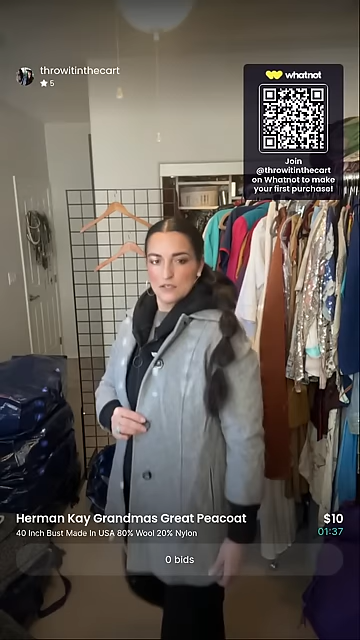 throwitinthecart
★ 5
whatnot
Join
@throwitinthecart
on Whatnot to make
your first purchase!
Herman Kay Grandmas Great Peacoat
$10
40 Inch Bust Made In USA 80% Wool 20% Nylon
01:37
0 bids